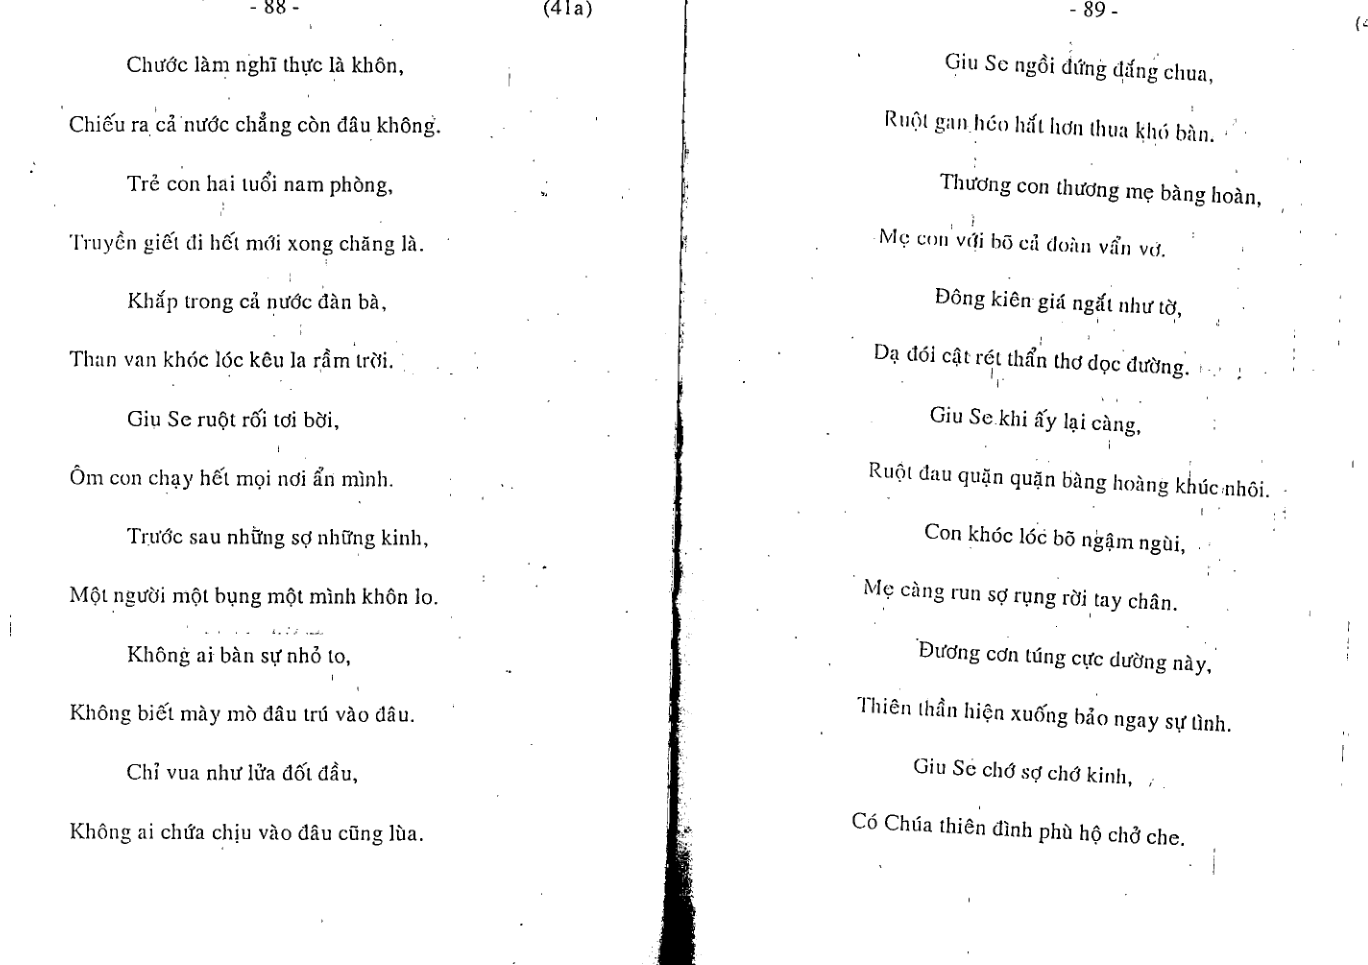 - 88 -
(41a)
Chước làm nghĩ thực là khôn,
Chiếu ra cả nước chẳng còn đâu không.
Trẻ con hai tuổi nam phòng,
Truyền giết đi hết mới xong chăng là.
Khắp trong cả nước đàn bà,
Than van khóc lóc kêu la rầm trời.
Giu Se ruột rối tơi bời,
Ôm con chạy hết mọi nơi ẩn mình.
Trước sau những sợ những kinh,
Một người một bụng một mình khôn lo.
Không ai bàn sự nhỏ to,
Không biết mày mò đâu trú vào đâu.
Chỉ vua như lửa đốt đầu,
Không ai chứa chịu vào đâu cũng lùa.
- 89 -
Giu Se ngồi đứng đắng chua,
Ruột gan héo hắt hơn thua khó bàn.
Thương con thương mẹ bàng hoàn,
Mẹ con với bõ cả đoàn vẩn vơ.
Đông kiên giá ngắt như tờ,
Dạ đói cật rét thẩn thơ dọc đường.
Giu Se khi ấy lại càng,
Ruột đau quặn quặn bàng hoàng khúc nhôi.
Con khóc lóc bõ ngậm ngùi,
Mẹ càng run sợ rụng rời tay chân.
Đương cơn túng cực dường này,
Thiên thần hiện xuống bảo ngay sự tình.
Giu Se chớ sợ chớ kinh,
Có Chúa thiên đình phù hộ chở che.